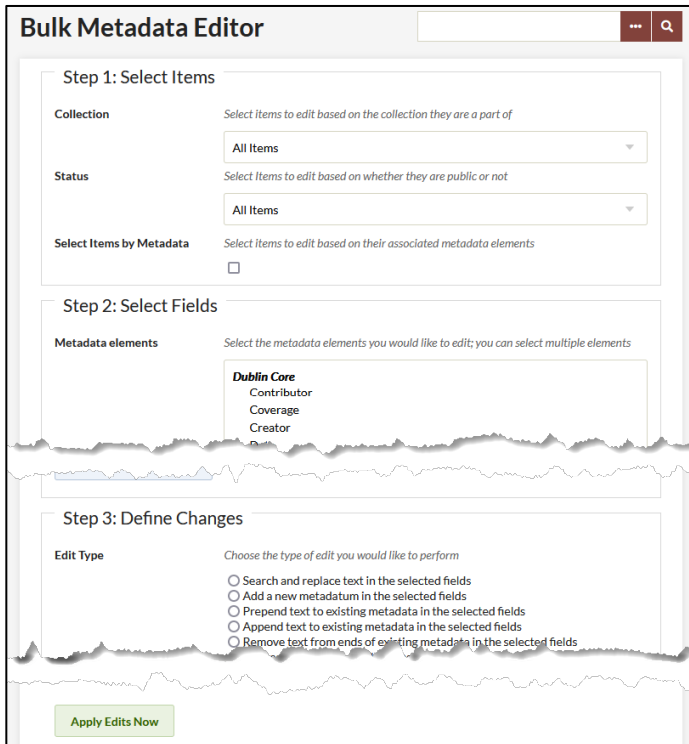 Bulk Metadata Editor
Step 1: Select Items
Collection
Select items to edit based on the collection they are a part of
All Items
Status
Select Items to edit based on whether they are public or not
All Items
Select Items by Metadata
Select items to edit based on their associated metadata elements
Step 2: Select Fields
Metadata elements
Select the metadata elements you would like to edit; you can select multiple elements
Dublin Core
Contributor
Coverage
Creator
Step 3: Define Changes
Edit Type
Choose the type of edit you would like to perform
Search and replace text in the selected fields
Add a new metadatum in the selected fields
Prepend text to existing metadata in the selected fields
Append text to existing metadata in the selected fields
Remove text from ends of existing metadata in the selected fields
Apply Edits Now